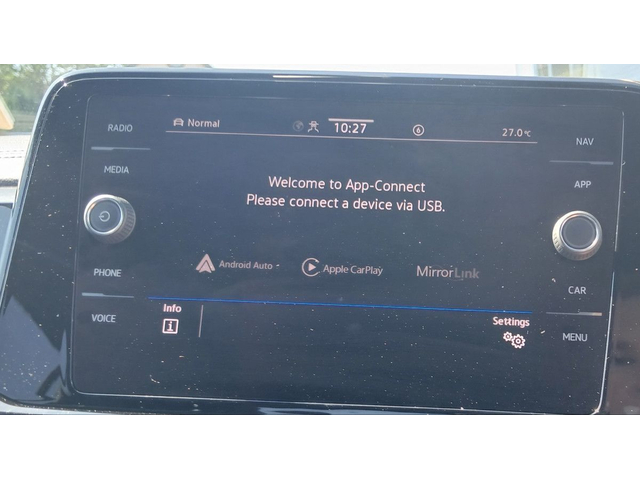 RADIO
MEDIA
PHONE
VOICE
Normal
10:27
6
27.0°C
Welcome to App-Connect
Please connect a device via USB.
Android Auto
Apple CarPlay
MirrorLink
Info
i
Settings
NAV
APP
CAR
MENU